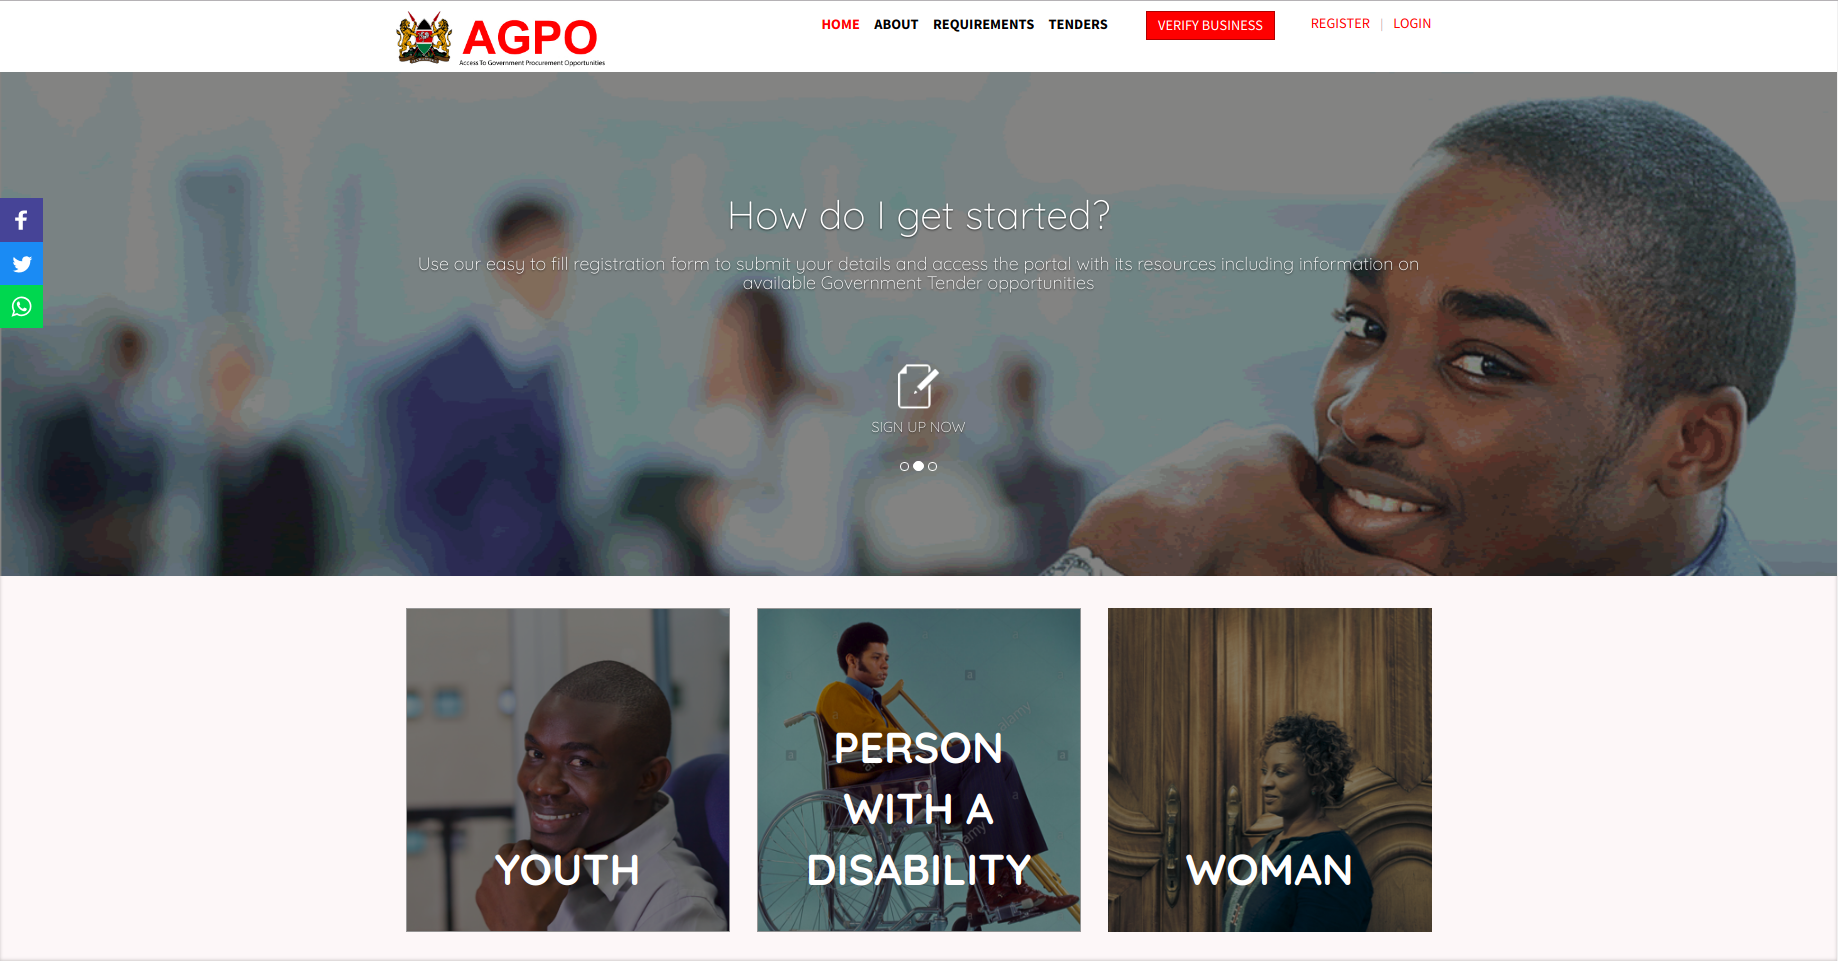 AGPO
Access To Government Procurement Opportunities
HOME ABOUT REQUIREMENTS TENDERS VERIFY BUSINESS REGISTER | LOGIN
How do I get started?
Use our easy to fill registration form to submit your details and access the portal with its resources including information on
available Government Tender opportunities
SIGN UP NOW
YOUTH
PERSON
WITH A
DISABILITY
alamy
WOMAN